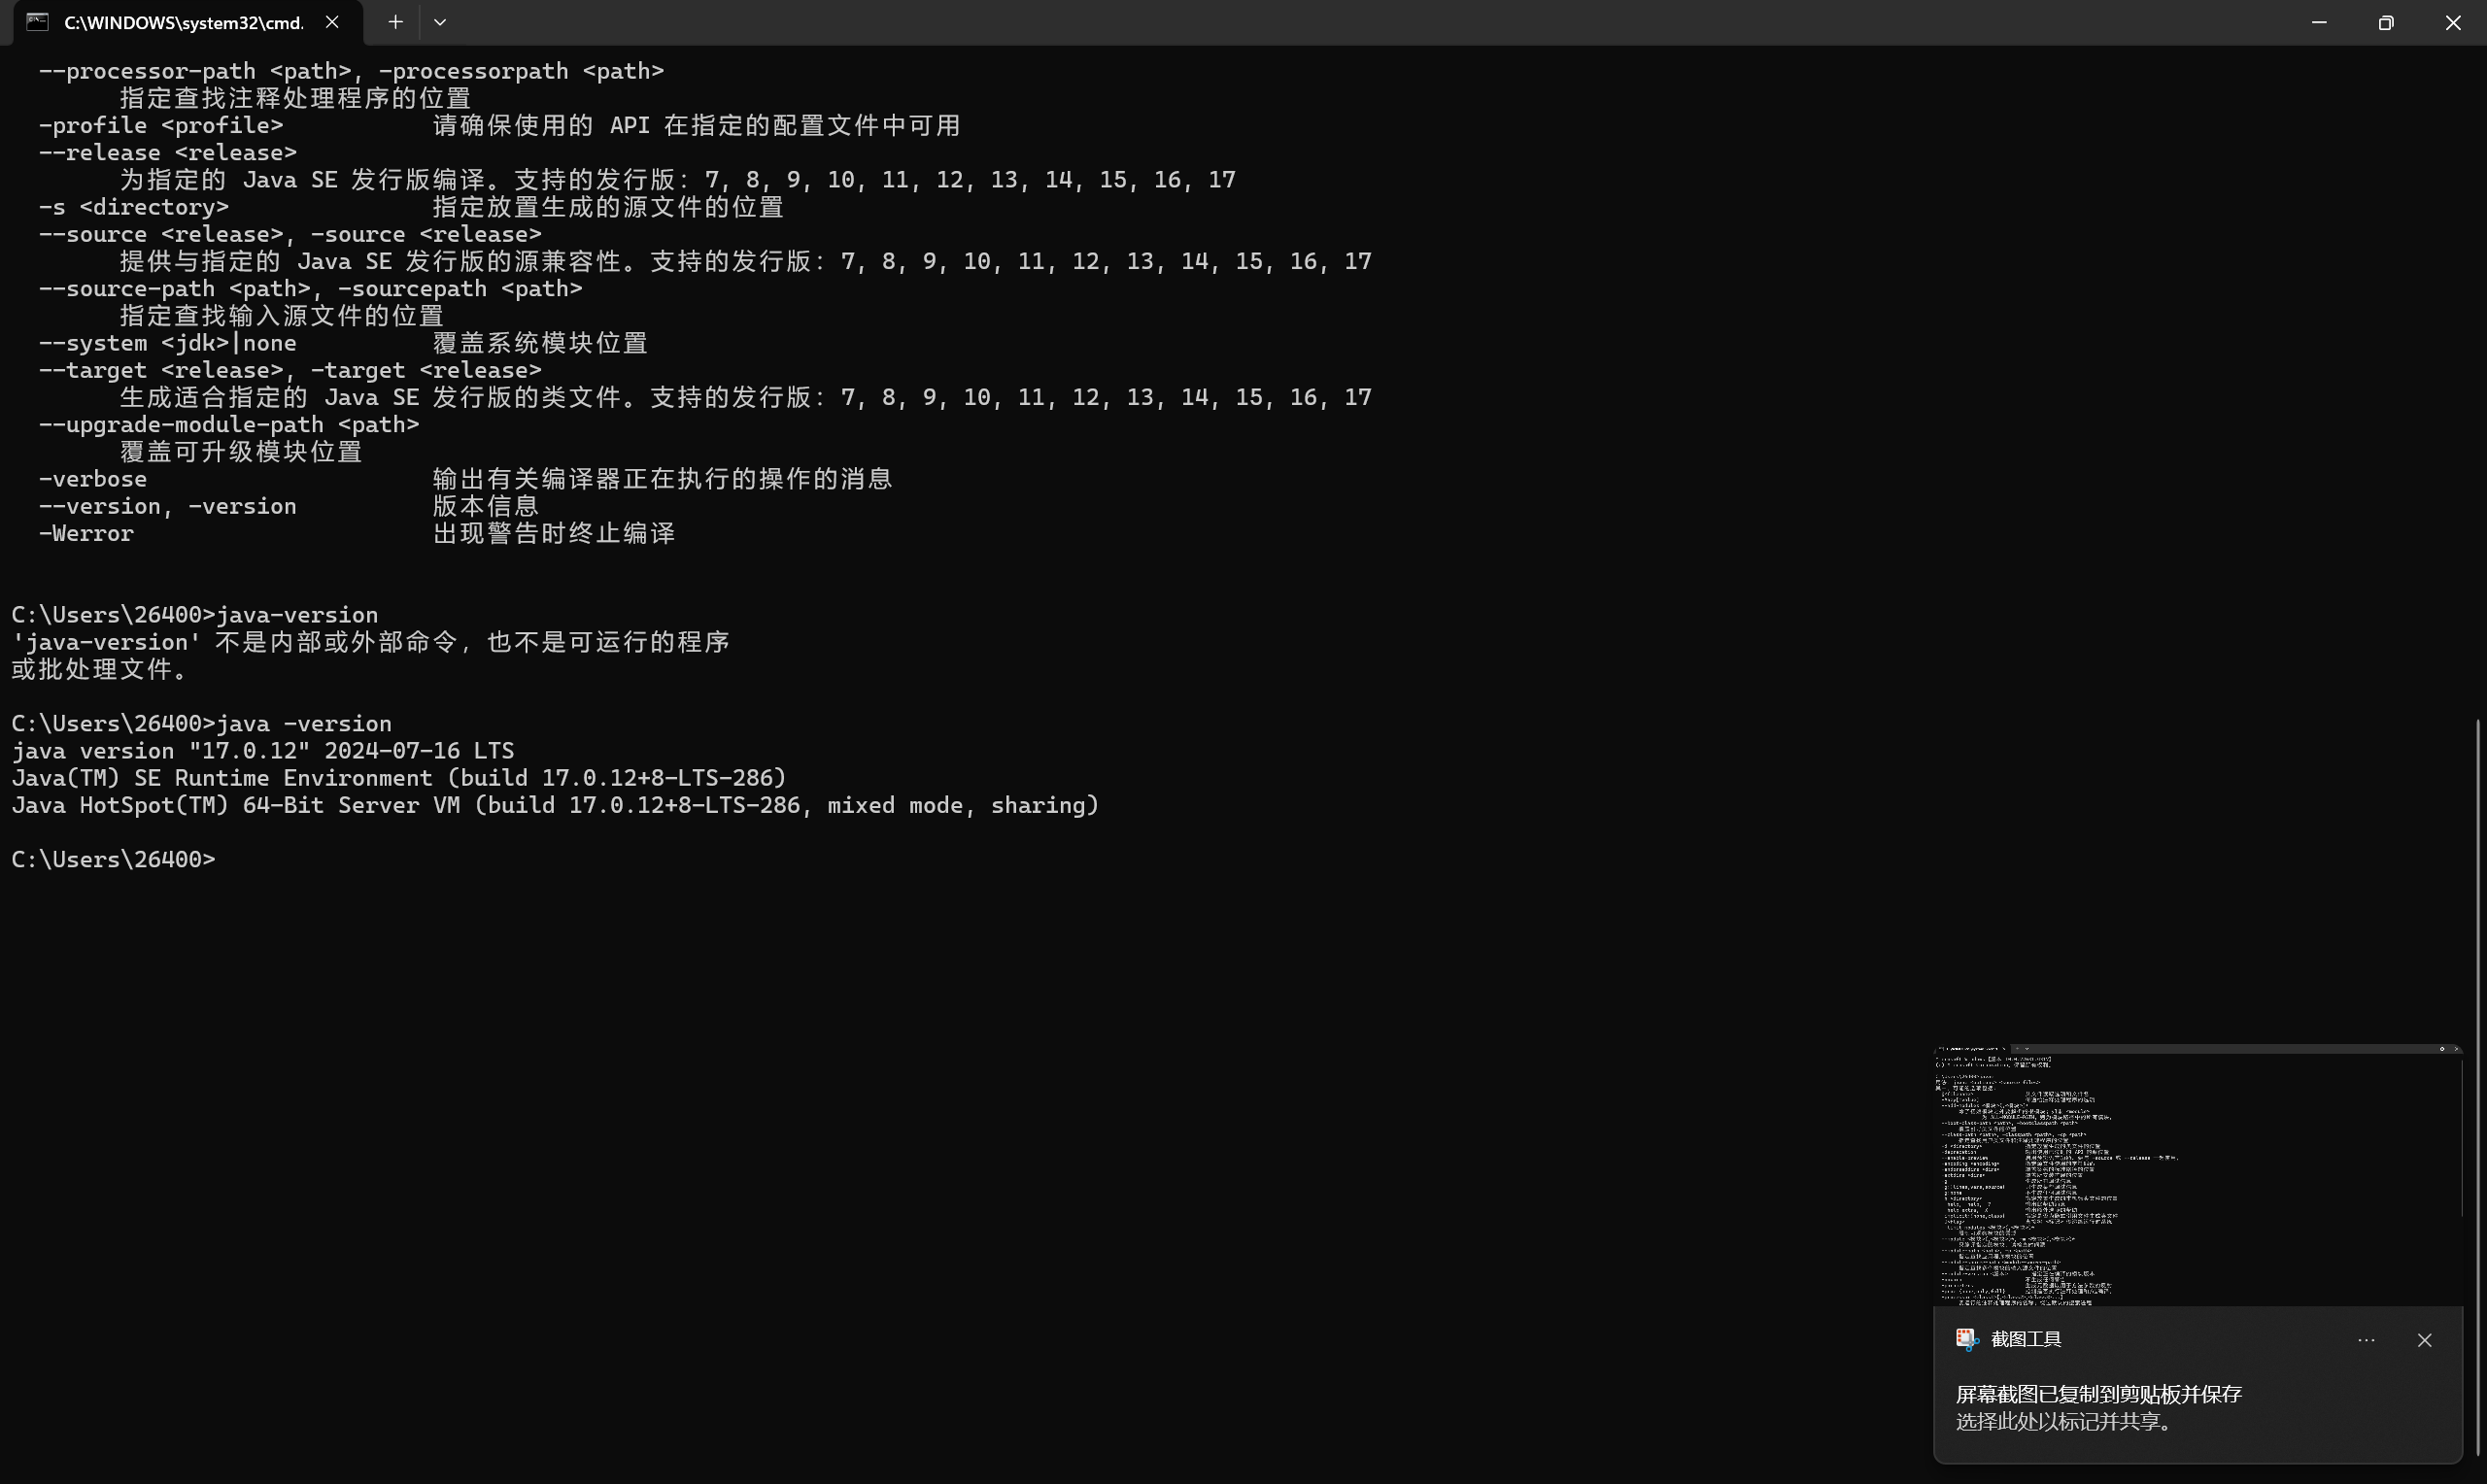 C:\WINDOWS\system32\cmd.
--processor-path <path>, -processorpath <path>
指定查找注释处理程序的位置
-profile <profile> 请确保使用的 API 在指定的配置文件中可用
--release <release>
为指定的 Java SE 发行版编译。支持的发行版: 7, 8, 9, 10, 11, 12, 13, 14, 15, 16, 17
-s <directory> 指定放置生成的源文件的位置
--source <release>, -source <release>
提供与指定的 Java SE 发行版的源兼容性。支持的发行版: 7, 8, 9, 10, 11, 12, 13, 14, 15, 16, 17
--source-path <path>, -sourcepath <path>
指定查找输入源文件的位置
--system <jdk>|none 覆盖系统模块位置
--target <release>, -target <release>
生成适合指定的 Java SE 发行版的类文件。支持的发行版: 7, 8, 9, 10, 11, 12, 13, 14, 15, 16, 17
--upgrade-module-path <path>
覆盖可升级模块位置
-verbose 输出有关编译器正在执行的操作的消息
--version, -version 版本信息
-Werror 出现警告时终止编译
C:\Users\26400>java-version
'java-version' 不是内部或外部命令，也不是可运行的程序
或批处理文件。
C:\Users\26400>java -version
java version "17.0.12" 2024-07-16 LTS
Java(TM) SE Runtime Environment (build 17.0.12+8-LTS-286)
Java HotSpot(TM) 64-Bit Server VM (build 17.0.12+8-LTS-286, mixed mode, sharing)
C:\Users\26400>
截图工具
屏幕截图已复制到剪贴板并保存
选择此处以标记并共享。